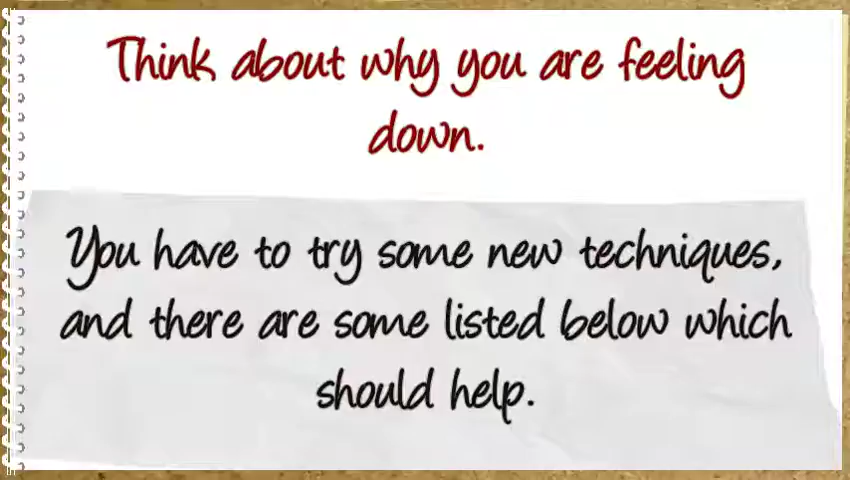 Think about why you are feeling
down.
You have to try some new techniques,
and there are some listed below which
should help.